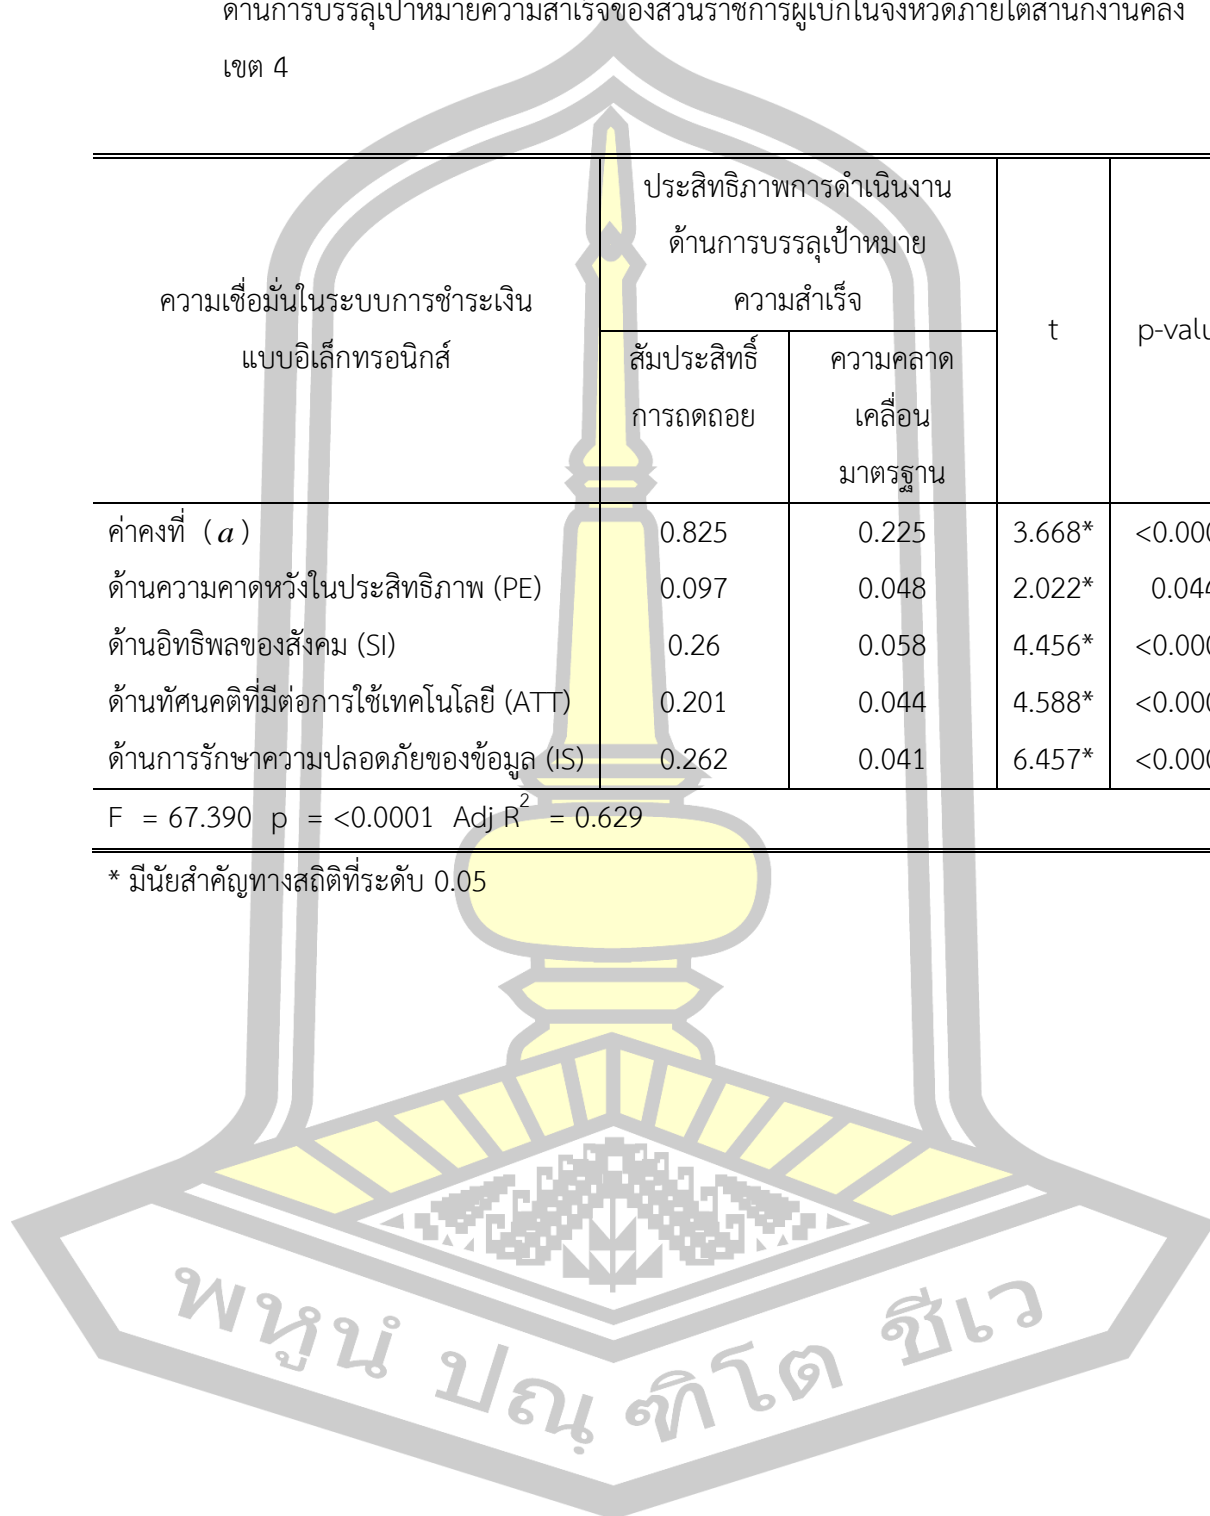 ด้านการบรรลุเป้าหมายความสำเร็จของส่วนราชการผู้เบิกในจังหวัดภายใต้สำนักงานคลัง
เขต 4
ความเชื่อมั่นในระบบการชำระเงิน
แบบอิเล็กทรอนิกส์
ประสิทธิภาพการดำเนินงาน
ด้านการบรรลุเป้าหมาย
ความสำเร็จ
t
p-valu
สัมประสิทธิ์
การถดถอย
ความคลาด
เคลื่อน
มาตรฐาน
ค่าคงที่ (a) 0.825 0.225 3.668* <0.000
ด้านความคาดหวังในประสิทธิภาพ (PE) 0.097 0.048 2.022* 0.044
ด้านอิทธิพลของสังคม (SI) 0.26 0.058 4.456* <0.000
ด้านทัศนคติที่มีต่อการใช้เทคโนโลยี (ATT) 0.201 0.044 4.588* <0.000
ด้านการรักษาความปลอดภัยของข้อมูล (IS) 0.262 0.041 6.457* <0.000
F = 67.390 p = <0.0001 Adj R² = 0.629
* มีนัยสำคัญทางสถิติที่ระดับ 0.05
พหูนํ ปณฺฑิโต ชีเว